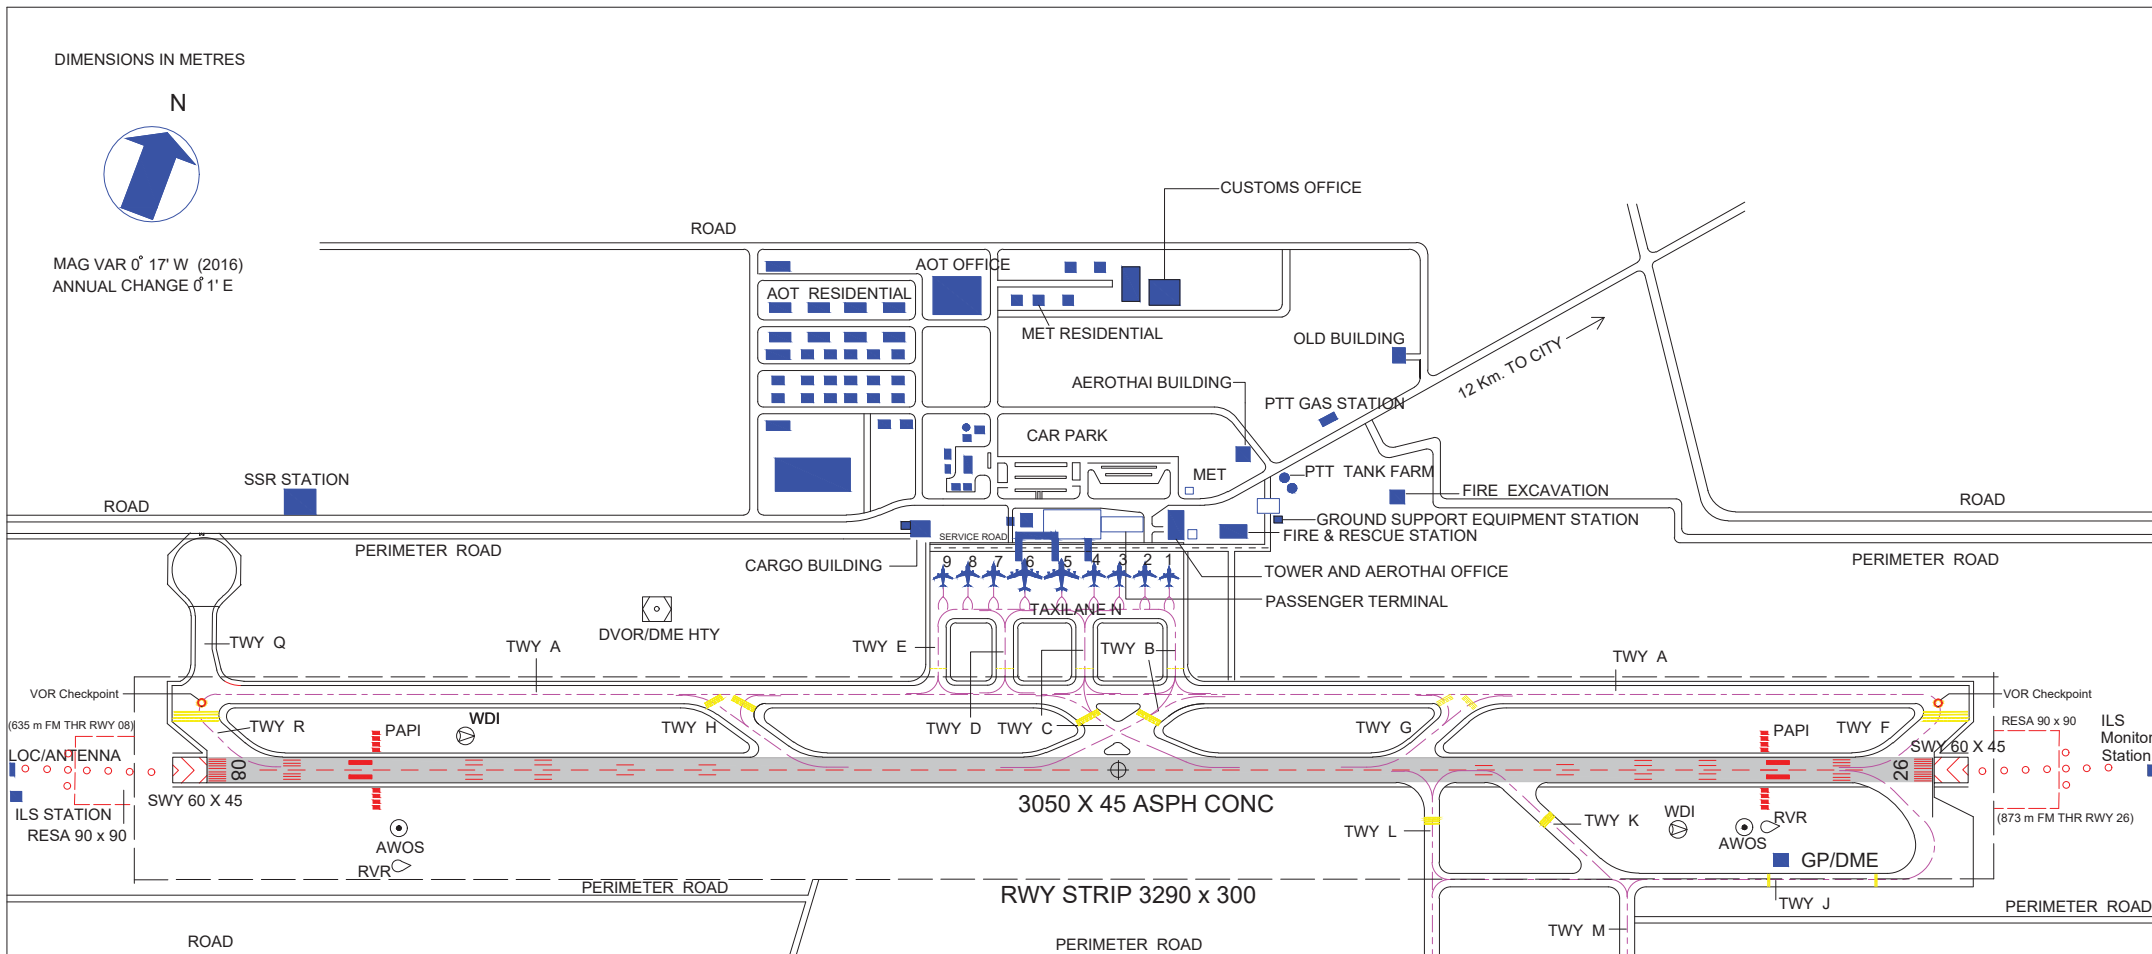 DIMENSIONS IN METRES
N
MAG VAR 0° 17' W (2016)
ANNUAL CHANGE 0° 1' E
CUSTOMS OFFICE
ROAD
AOT OFFICE
AOT RESIDENTIAL
MET RESIDENTIAL
OLD BUILDING
12 Km. TO CITY
AEROTHAI BUILDING
PTT GAS STATION
CAR PARK
MET
PTT TANK FARM
SSR STATION
FIRE EXCAVATION
ROAD
ROAD
GROUND SUPPORT EQUIPMENT STATION
FIRE & RESCUE STATION
SERVICE ROAD
PERIMETER ROAD
PERIMETER ROAD
CARGO BUILDING
9 8 7 6 5 4 3 2 1
TOWER AND AEROTHAI OFFICE
PASSENGER TERMINAL
TAXILANE N
DVOR/DME HTY
TWY Q
TWY A
TWY E
TWY B
TWY A
VOR Checkpoint
VOR Checkpoint
(635 m FM THR RWY 08)
TWY R
PAPI
WDI
TWY H
TWY D
TWY C
TWY G
PAPI
TWY F
RESA 90 x 90
ILS
Monitor
Station
LOC/ANTENNA
SWY 60 X 45
08
26
SWY 60 X 45
3050 X 45 ASPH CONC
ILS STATION
RESA 90 x 90
AWOS
RVR
TWY L
TWY K
WDI
AWOS
RVR
(873 m FM THR RWY 26)
GP/DME
PERIMETER ROAD
RWY STRIP 3290 x 300
TWY J
PERIMETER ROAD
TWY M
ROAD
PERIMETER ROAD